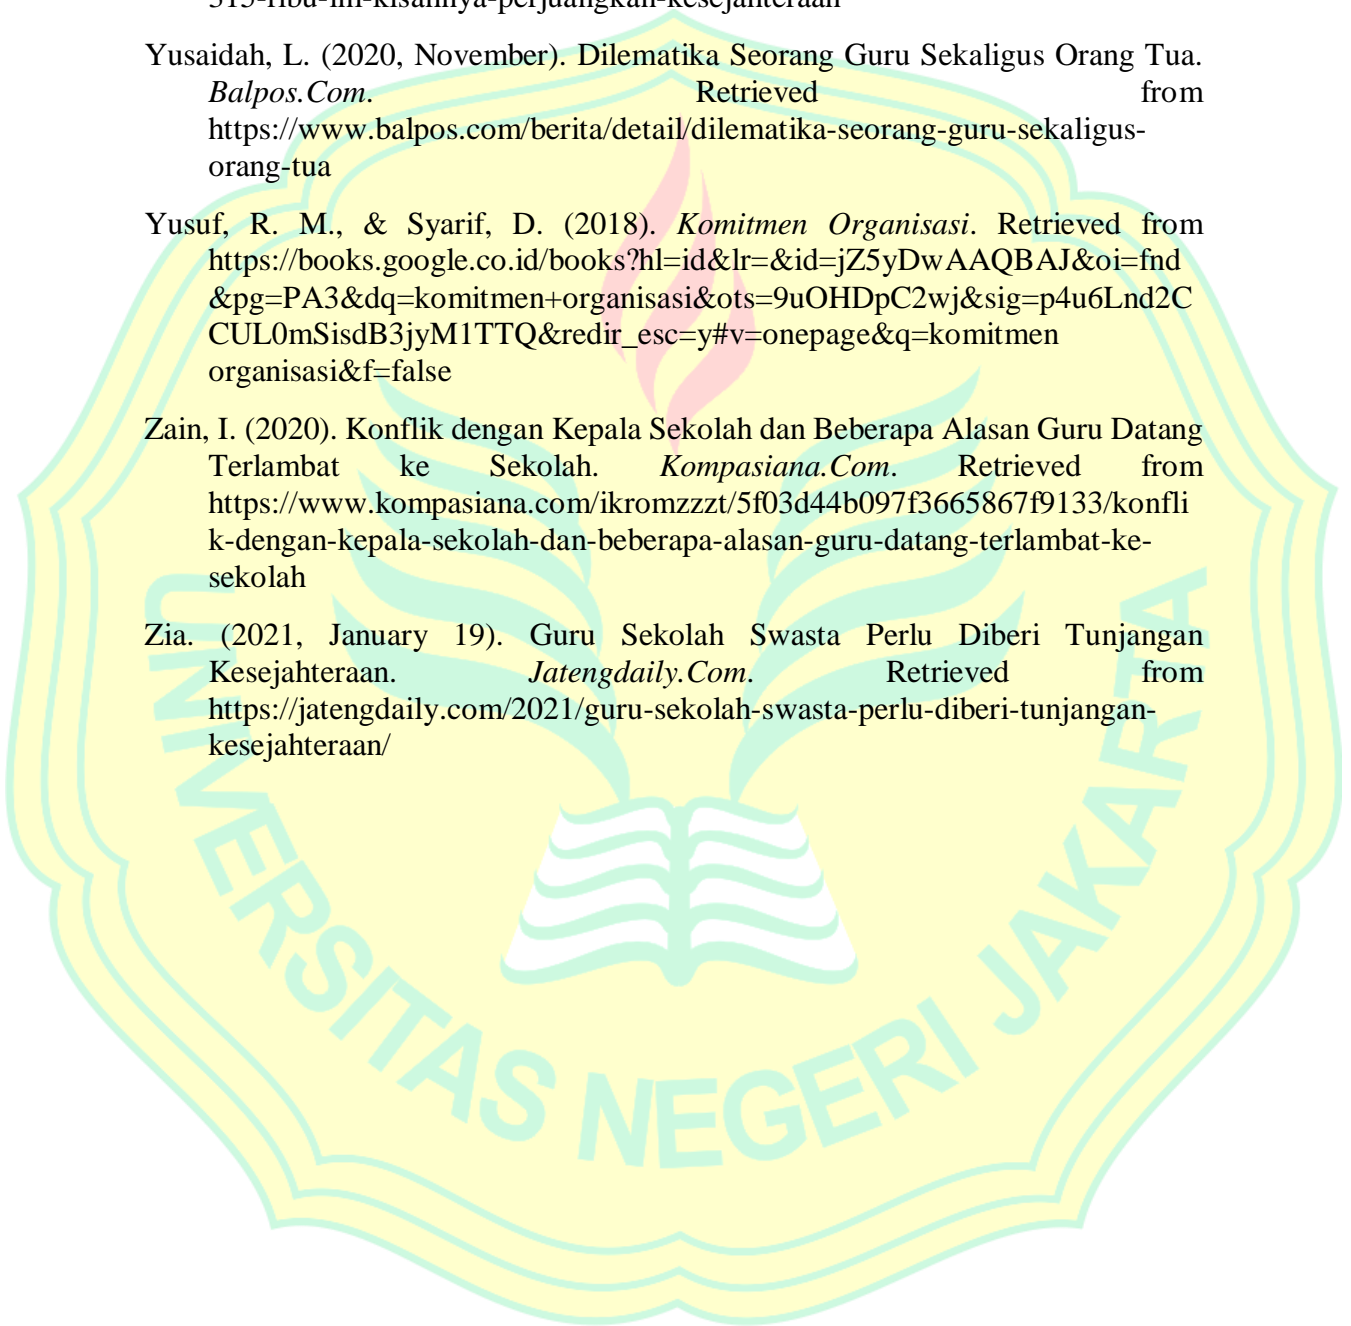 315-ribu-ini-kisahnya-perjuangkan-kesejahteraan
Yusaidah, L. (2020, November). Dilematika Seorang Guru Sekaligus Orang Tua.
Balpos.Com. Retrieved from
https://www.balpos.com/berita/detail/dilematika-seorang-guru-sekaligus-
orang-tua
Yusuf, R. M., & Syarif, D. (2018). Komitmen Organisasi. Retrieved from
https://books.google.co.id/books?hl=id&lr=&id=jZ5yDwAAQBAJ&oi=fnd
&pg=PA3&dq=komitmen+organisasi&ots=9uOHDpC2wj&sig=p4u6Lnd2C
CUL0mSisdB3jyM1TTQ&redir_esc=y#v=onepage&q=komitmen
organisasi&f=false
Zain, I. (2020). Konflik dengan Kepala Sekolah dan Beberapa Alasan Guru Datang
Terlambat ke Sekolah. Kompasiana.Com. Retrieved from
https://www.kompasiana.com/ikromzzzt/5f03d44b097f3665867f9133/konfli
k-dengan-kepala-sekolah-dan-beberapa-alasan-guru-datang-terlambat-ke-
sekolah
Zia. (2021, January 19). Guru Sekolah Swasta Perlu Diberi Tunjangan
Kesejahteraan. Jatengdaily.Com. Retrieved from
https://jatengdaily.com/2021/guru-sekolah-swasta-perlu-diberi-tunjangan-
kesejahteraan/
UNIVERSITAS NEGERI JAKARTA